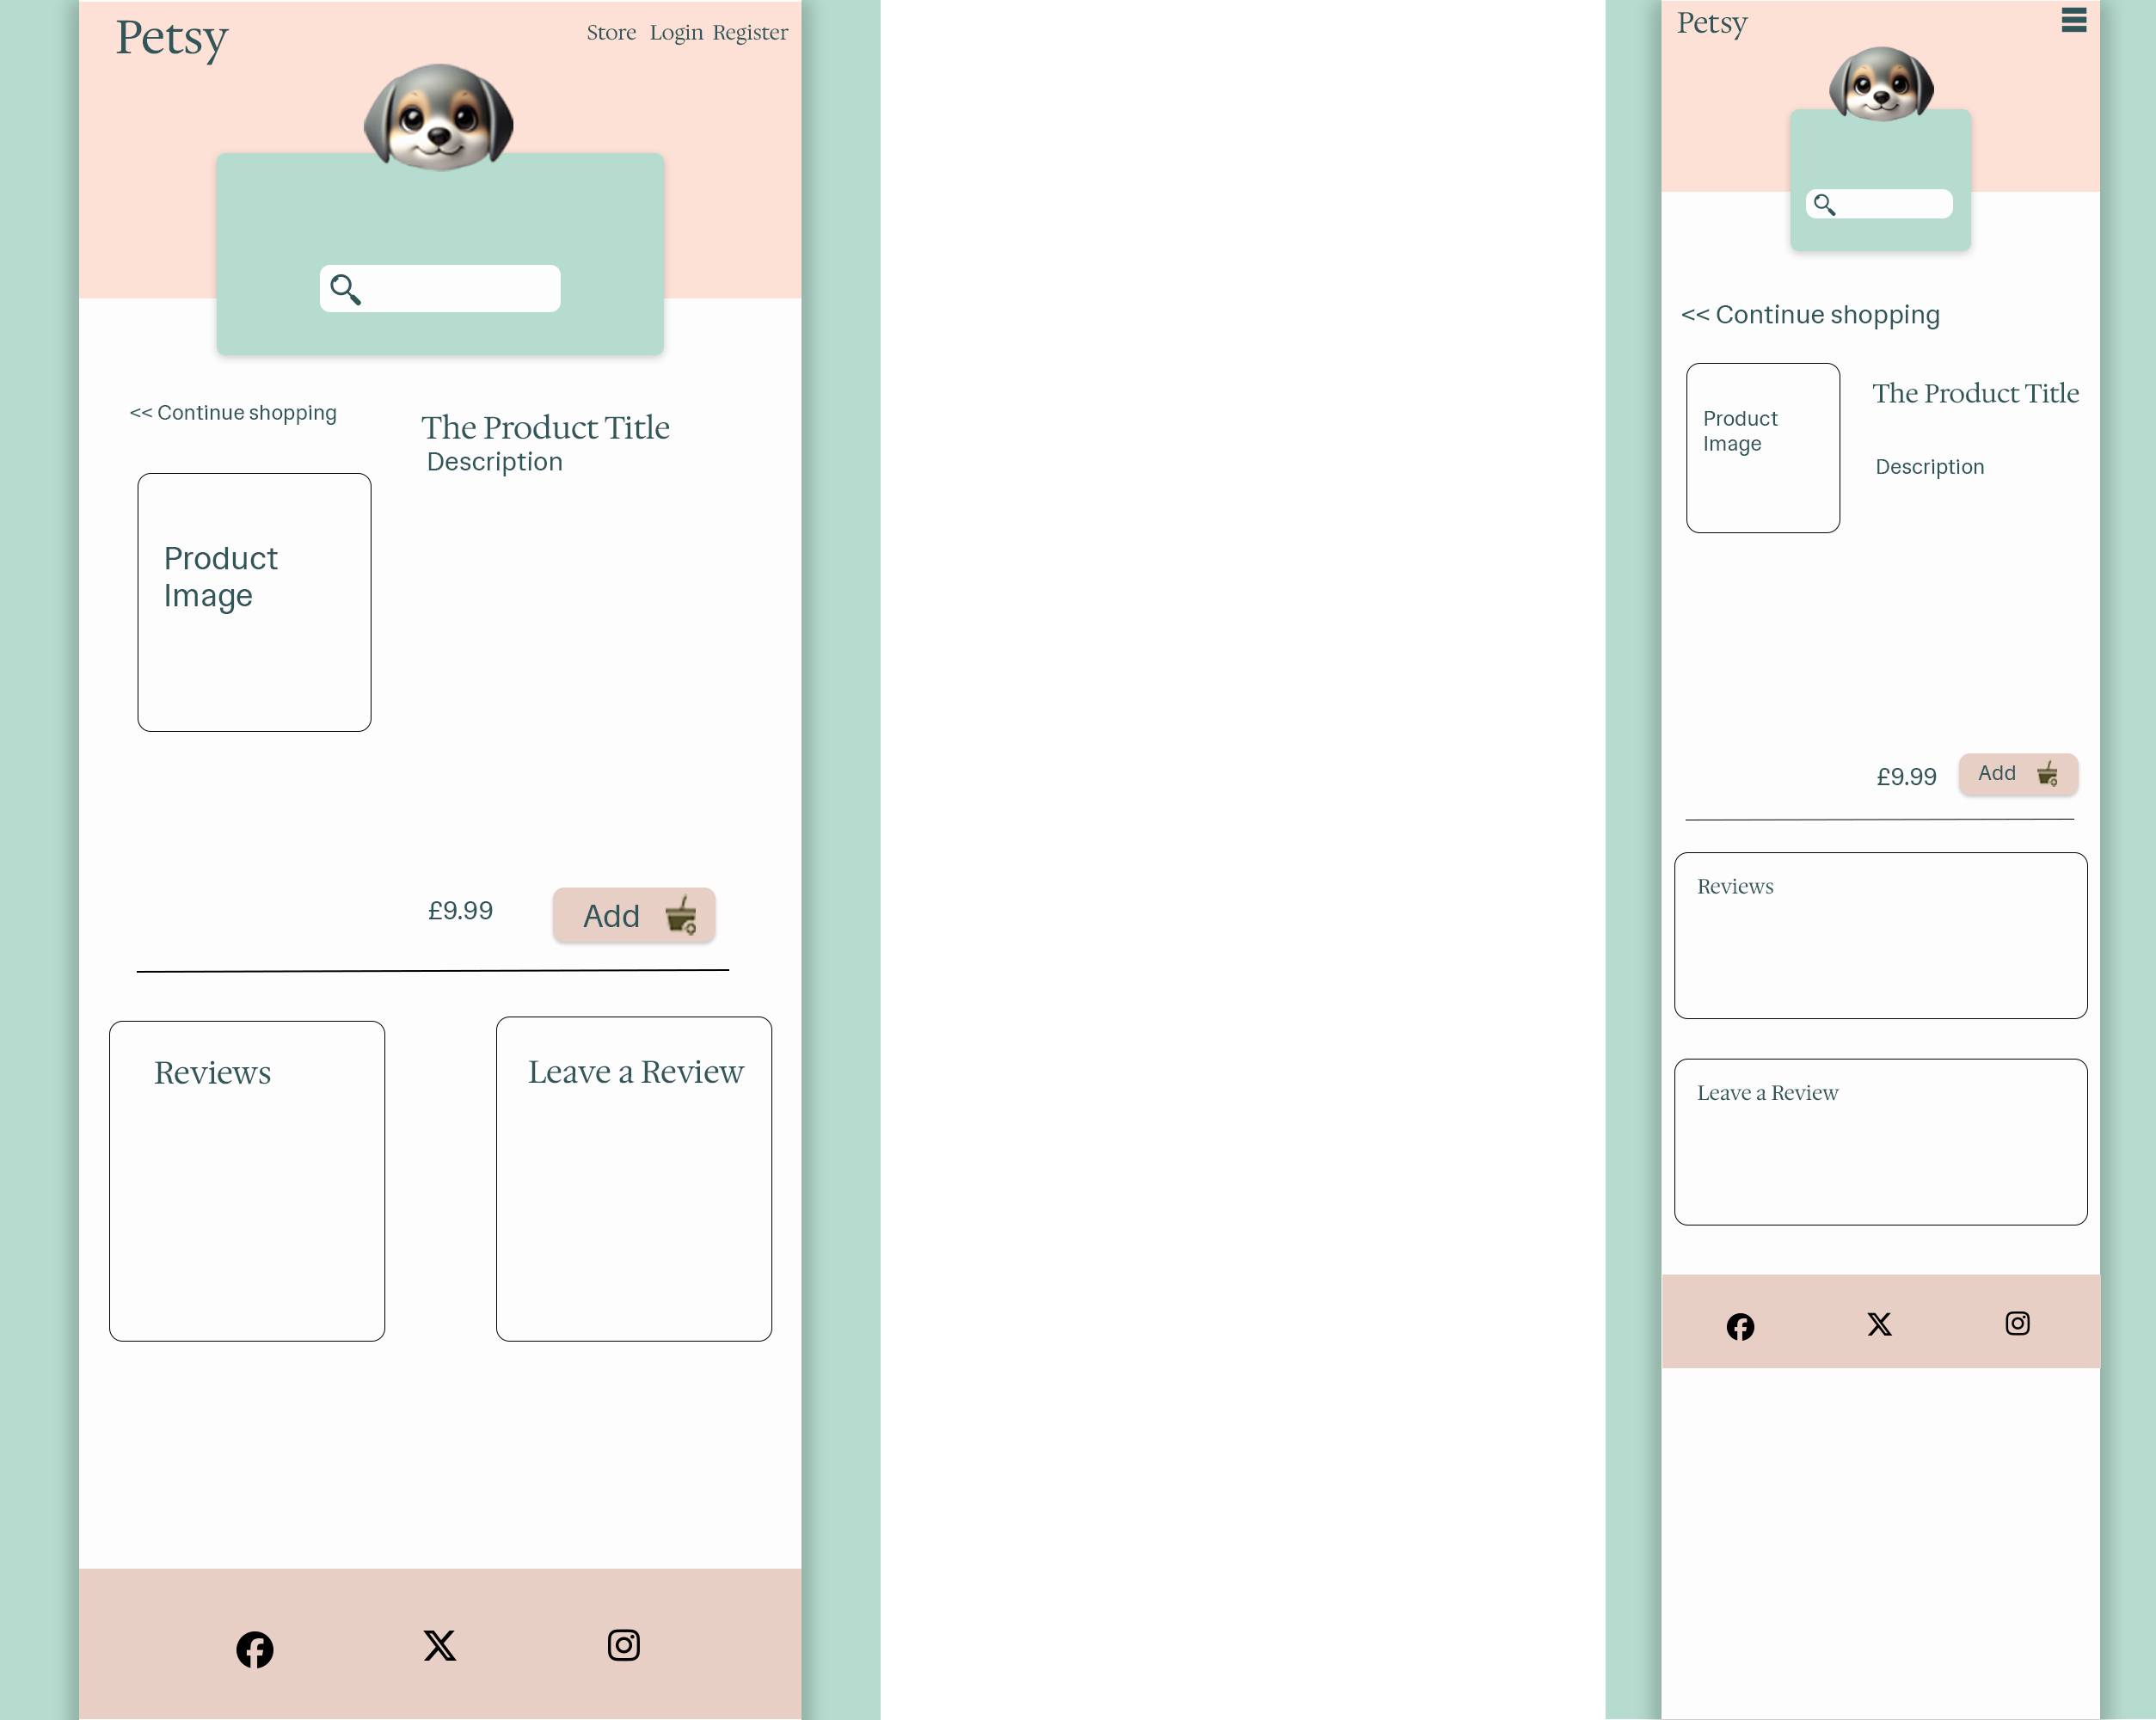 Petsy
Store Login Register
<< Continue shopping
The Product Title
Description
Product
Image
£9.99
Add
Reviews
Leave a Review
Petsy
<< Continue shopping
Product
Image
The Product Title
Description
£9.99
Add
Reviews
Leave a Review